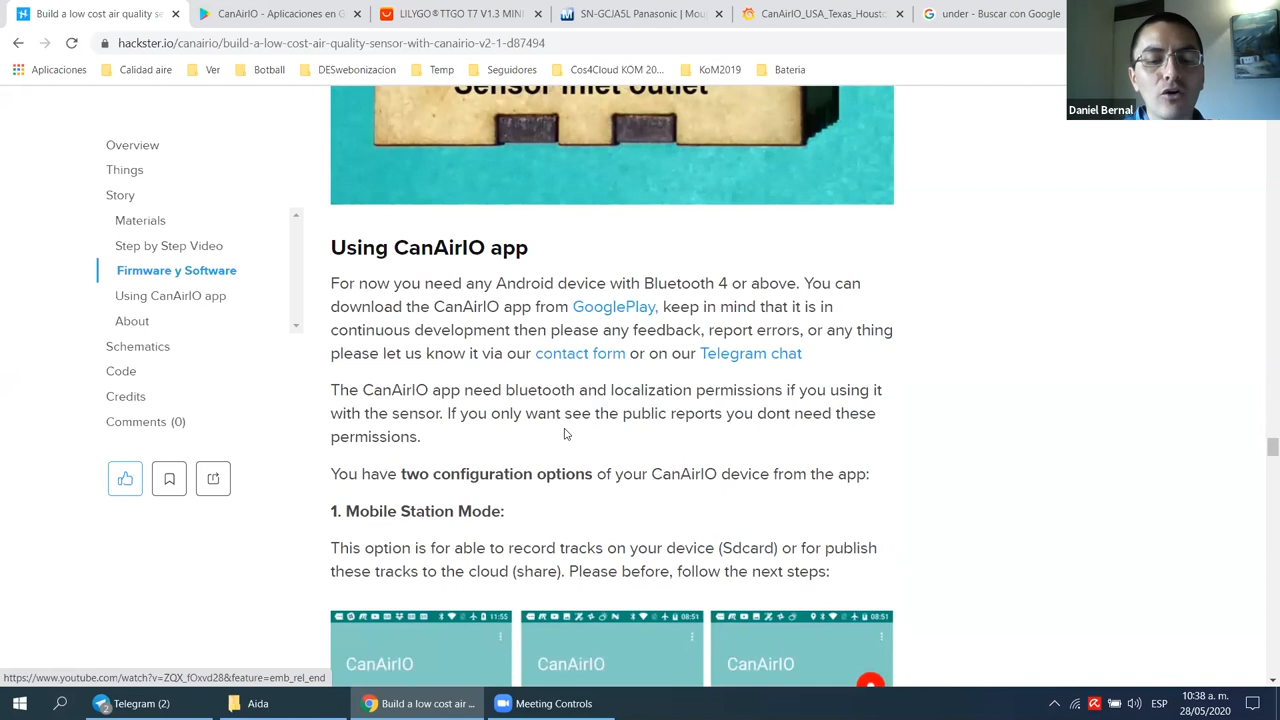 Build a low cost air quality se
CanAirIO - Aplicaciones en G
LILYGO®TTGO T7 V1.3 MINI
SN-GCJA5L Panasonic | Mou
CanAirIO_USA_Texas_Housto
under - Buscar con Google
hackster.io/canairio/build-a-low-cost-air-quality-sensor-with-canairio-v2-1-d87494
Aplicaciones
Calidad aire
Ver
Botball
DESwebonizacion
Temp
Seguidores
Cos4Cloud KOM 20...
KoM2019
Bateria
Daniel Bernal
Sensor inlet outlet
Overview
Things
Story
Materials
Step by Step Video
Firmware y Software
Using CanAirIO app
About
Schematics
Code
Credits
Comments (0)
Using CanAirIO app
For now you need any Android device with Bluetooth 4 or above. You can
download the CanAirIO app from GooglePlay, keep in mind that it is in
continuous development then please any feedback, report errors, or any thing
please let us know it via our contact form or on our Telegram chat
The CanAirIO app need bluetooth and localization permissions if you using it
with the sensor. If you only want see the public reports you dont need these
permissions.
You have two configuration options of your CanAirIO device from the app:
1. Mobile Station Mode:
This option is for able to record tracks on your device (Sdcard) or for publish
these tracks to the cloud (share). Please before, follow the next steps:
11:55
08:51
08:51
CanAirIO
CanAirIO
CanAirIO
https://www.youtube.com/watch?v=ZQX_fOxvd28&feature=emb_rel_end
Telegram (2)
Aida
Build a low cost air ...
Meeting Controls
ESP
10:38 a. m.
28/05/2020